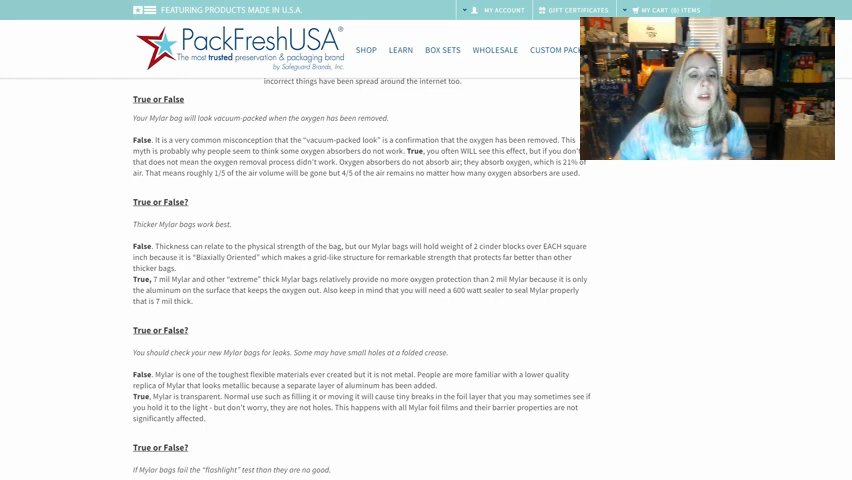 FEATURING PRODUCTS MADE IN U.S.A.
MY ACCOUNT
GIFT CERTIFICATES
MY CART (0) ITEMS
PackFreshUSA®
The most trusted preservation & packaging brand
by Safeguard Brands, Inc.
SHOP
LEARN
BOX SETS
WHOLESALE
CUSTOM PACK
incorrect things have been spread around the internet too.
True or False
Your Mylar bag will look vacuum-packed when the oxygen has been removed.
False. It is a very common misconception that the "vacuum-packed look" is a confirmation that the oxygen has been removed. This
myth is probably why people seem to think some oxygen absorbers do not work. True, you often WILL see this effect, but if you don't
that does not mean the oxygen removal process didn't work. Oxygen absorbers do not absorb air; they absorb oxygen, which is 21% of
air. That means roughly 1/5 of the air volume will be gone but 4/5 of the air remains no matter how many oxygen absorbers are used.
True or False?
Thicker Mylar bags work best.
False. Thickness can relate to the physical strength of the bag, but our Mylar bags will hold weight of 2 cinder blocks over EACH square
inch because it is "Biaxially Oriented" which makes a grid-like structure for remarkable strength that protects far better than other
thicker bags.
True, 7 mil Mylar and other "extreme" thick Mylar bags relatively provide no more oxygen protection than 2 mil Mylar because it is only
the aluminum on the surface that keeps the oxygen out. Also keep in mind that you will need a 600 watt sealer to seal Mylar properly
that is 7 mil thick.
True or False?
You should check your new Mylar bags for leaks. Some may have small holes at a folded crease.
False. Mylar is one of the toughest flexible materials ever created but it is not metal. People are more familiar with a lower quality
replica of Mylar that looks metallic because a separate layer of aluminum has been added.
True, Mylar is transparent. Normal use such as filling it or moving it will cause tiny breaks in the foil layer that you may sometimes see if
you hold it to the light - but don't worry, they are not holes. This happens with all Mylar foil films and their barrier properties are not
significantly affected.
True or False?
If Mylar bags fail the "flashlight" test than they are no good.